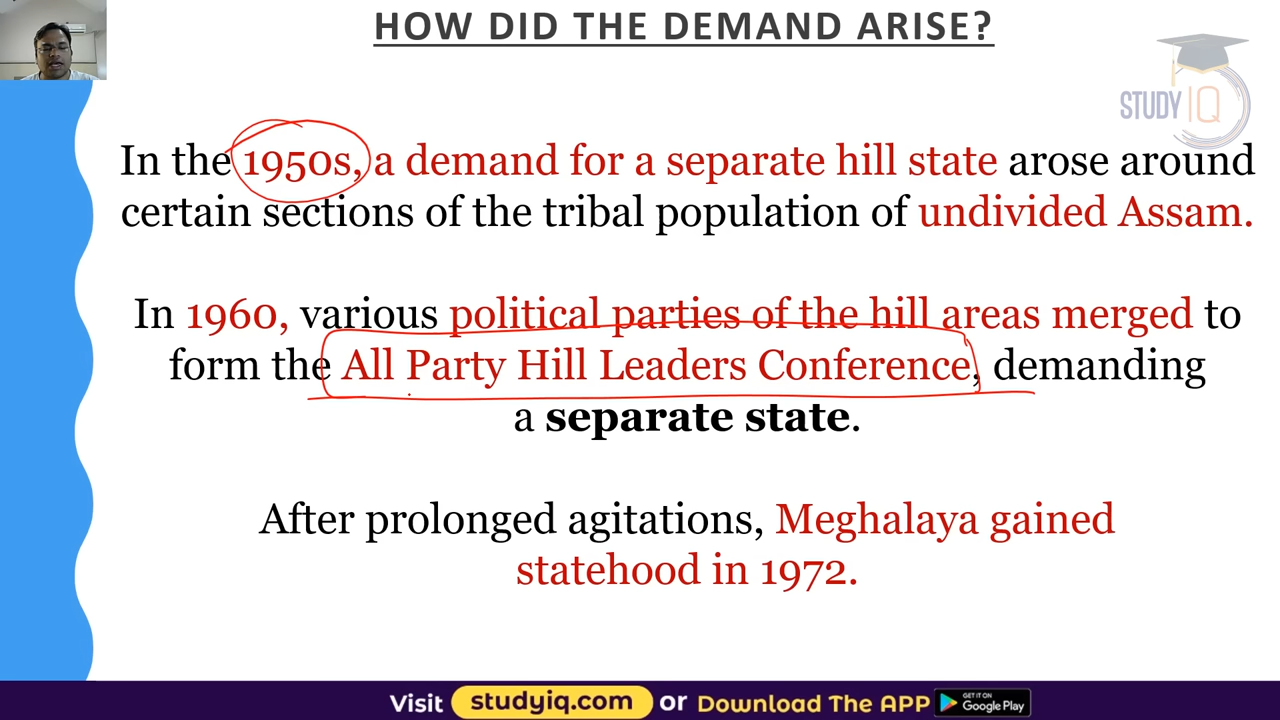 HOW DID THE DEMAND ARISE?
STUDY IQ
In the 1950s, a demand for a separate hill state arose around
certain sections of the tribal population of undivided Assam.
In 1960, various political parties of the hill areas merged to
form the All Party Hill Leaders Conference, demanding
a separate state.
After prolonged agitations, Meghalaya gained
statehood in 1972.
Visit studyiq.com or Download The APP GET IT ON Google Play